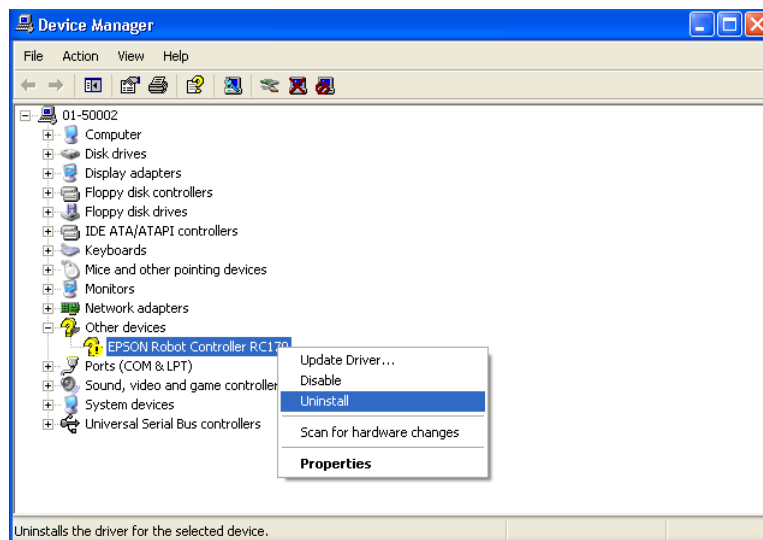 Device Manager
File Action View Help
01-50002
Computer
Disk drives
Display adapters
Floppy disk controllers
Floppy disk drives
IDE ATA/ATAPI controllers
Keyboards
Mice and other pointing devices
Monitors
Network adapters
Other devices
EPSON Robot Controller RC170
Ports (COM & LPT)
Sound, video and game controller
System devices
Universal Serial Bus controllers
Update Driver...
Disable
Uninstall
Scan for hardware changes
Properties
Uninstalls the driver for the selected device.